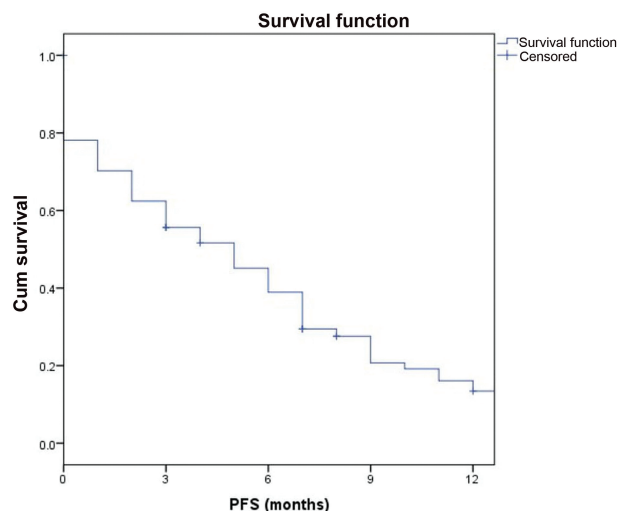 Survival function
Survival function
Censored
1.0
0.8
0.6
0.4
0.2
0.0
Cum survival
0 3 6 9 12
PFS (months)